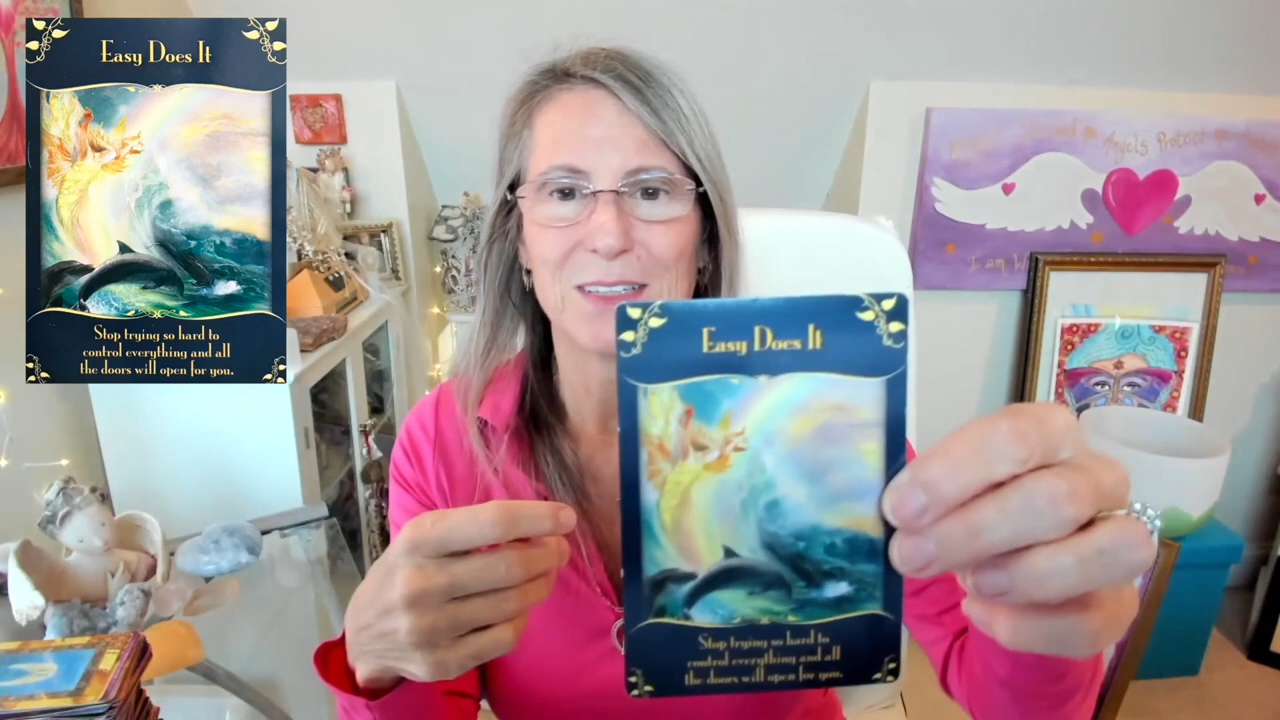 Easy Does It
Stop trying so hard to
control everything and all
the doors will open for you.
Easy Does It
Stop trying so hard to
control everything and all
the doors will open for you.
Angels Protect
I am